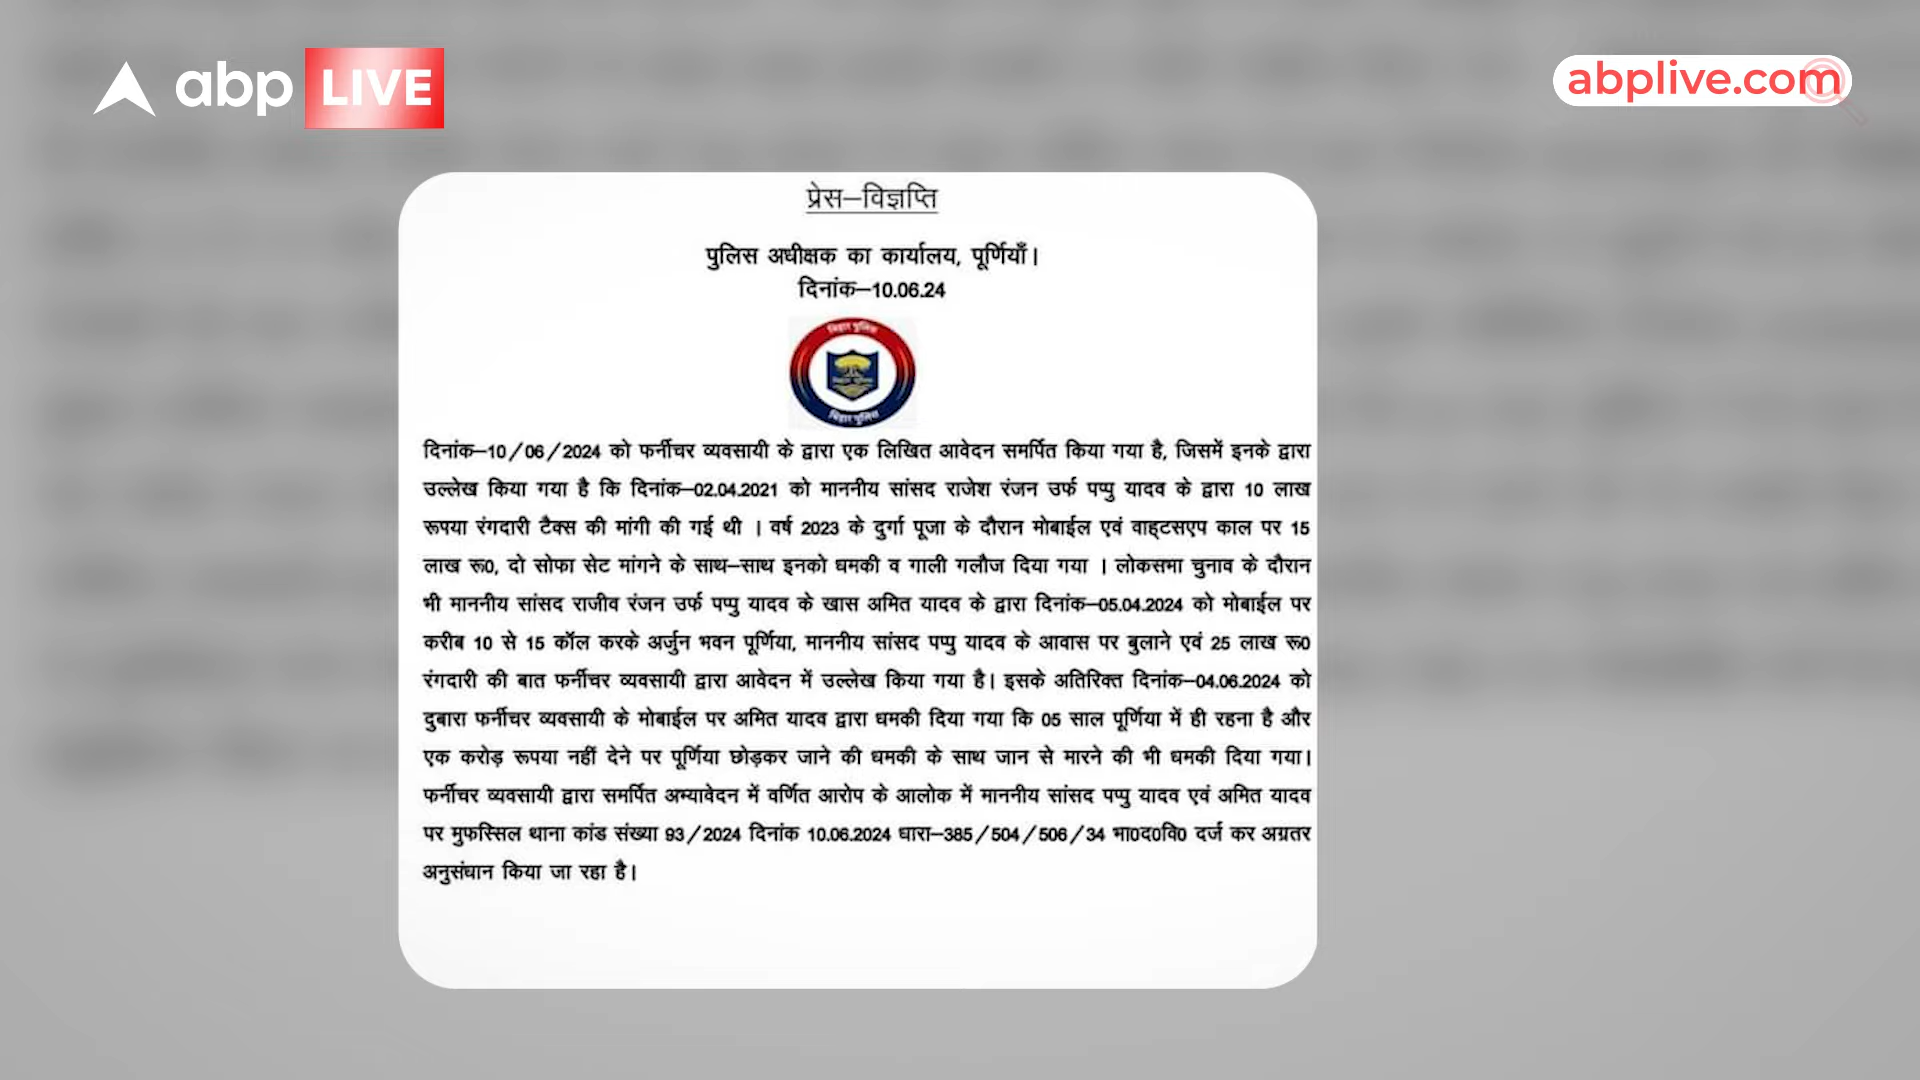 abp LIVE
abplive.com
प्रेस–विज्ञप्ति
पुलिस अधीक्षक का कार्यालय, पूर्णियाँ।
दिनांक–10.06.24
बिहार पुलिस
बिहार पुलिस
बिहार पुलिस
दिनांक–10/06/2024 को फर्नीचर व्यवसायी के द्वारा एक लिखित आवेदन समर्पित किया गया है, जिसमें इनके द्वारा
उल्लेख किया गया है कि दिनांक–02.04.2021 को माननीय सांसद राजेश रंजन उर्फ पप्पु यादव के द्वारा 10 लाख
रूपया रंगदारी टैक्स की मांगी की गई थी । वर्ष 2023 के दुर्गा पूजा के दौरान मोबाईल एवं वाह्टसएप काल पर 15
लाख रू0, दो सोफा सेट मांगने के साथ–साथ इनको धमकी व गाली गलौज दिया गया । लोकसभा चुनाव के दौरान
भी माननीय सांसद राजीव रंजन उर्फ पप्पु यादव के खास अमित यादव के द्वारा दिनांक–05.04.2024 को मोबाईल पर
करीब 10 से 15 कॉल करके अर्जुन भवन पूर्णिया, माननीय सांसद पप्पु यादव के आवास पर बुलाने एवं 25 लाख रू0
रंगदारी की बात फर्नीचर व्यवसायी द्वारा आवेदन में उल्लेख किया गया है। इसके अतिरिक्त दिनांक–04.06.2024 को
दुबारा फर्नीचर व्यवसायी के मोबाईल पर अमित यादव द्वारा धमकी दिया गया कि 05 साल पूर्णिया में ही रहना है और
एक करोड़ रूपया नहीं देने पर पूर्णिया छोड़कर जाने की धमकी के साथ जान से मारने की भी धमकी दिया गया।
फर्नीचर व्यवसायी द्वारा समर्पित अभ्यावेदन में वर्णित आरोप के आलोक में माननीय सांसद पप्पु यादव एवं अमित यादव
पर मुफस्सिल थाना कांड संख्या 93/2024 दिनांक 10.06.2024 धारा–385/504/506/34 भा0द0वि0 दर्ज कर अग्रतर
अनुसंधान किया जा रहा है।